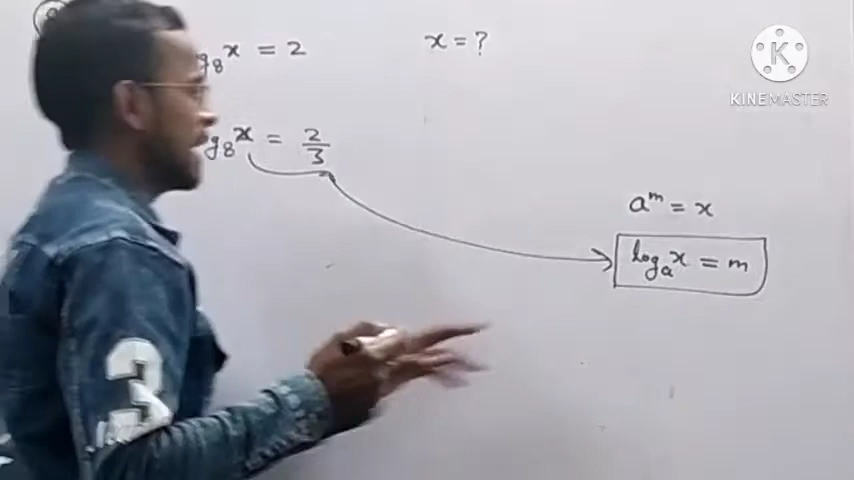 g₈x = 2 x = ?
g₈x = 2/3
aᵐ = x
logₐx = m
K
KINEMASTER
3